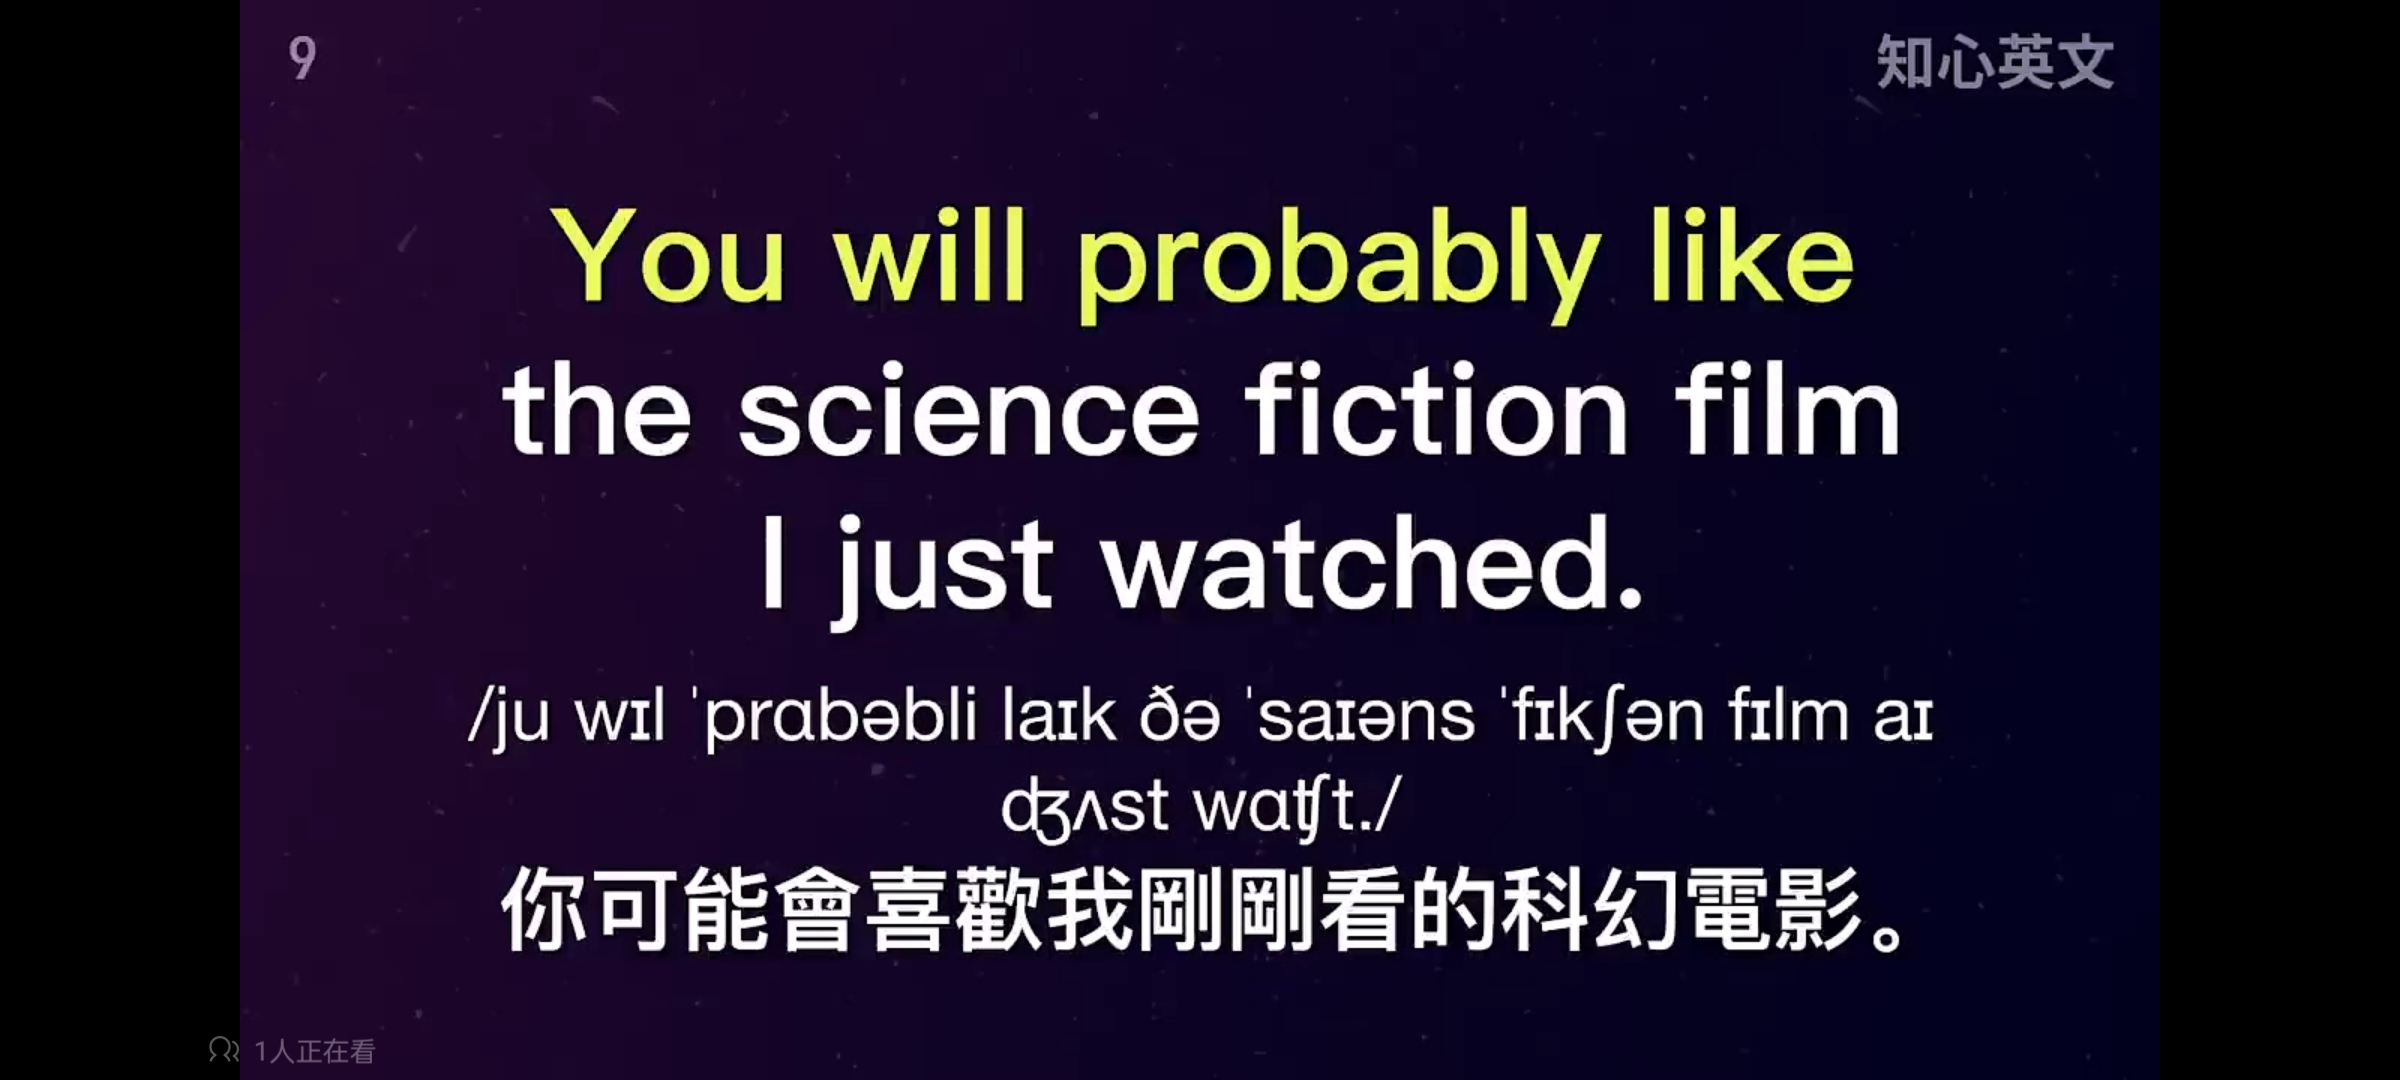 9
知心英文
You will probably like
the science fiction film
I just watched.
/ju wɪl ˈprɑbəbli laɪk ðə ˈsaɪəns ˈfɪkʃən fɪlm aɪ
ʤʌst wɑʧt./
你可能會喜歡我剛剛看的科幻電影。
1人正在看